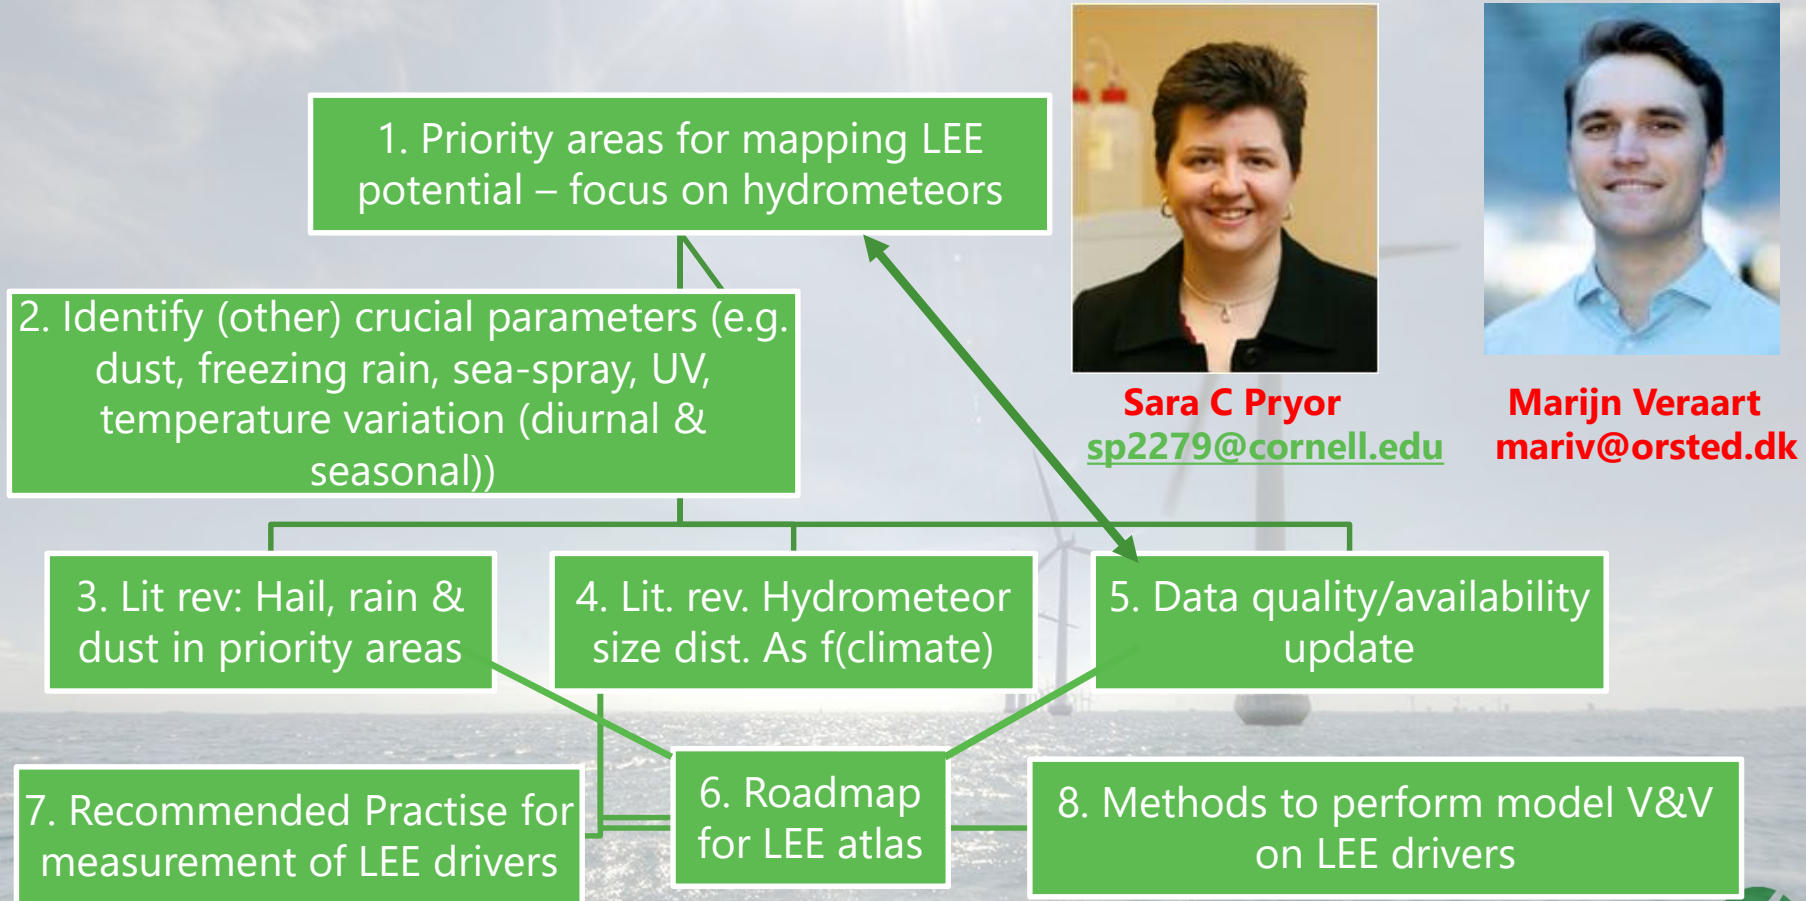 1. Priority areas for mapping LEE
potential – focus on hydrometeors
2. Identify (other) crucial parameters (e.g.
dust, freezing rain, sea-spray, UV,
temperature variation (diurnal &
seasonal))
Sara C Pryor
sp2279@cornell.edu
Marijn Veraart
mariv@orsted.dk
3. Lit rev: Hail, rain &
dust in priority areas
4. Lit. rev. Hydrometeor
size dist. As f(climate)
5. Data quality/availability
update
7. Recommended Practise for
measurement of LEE drivers
6. Roadmap
for LEE atlas
8. Methods to perform model V&V
on LEE drivers